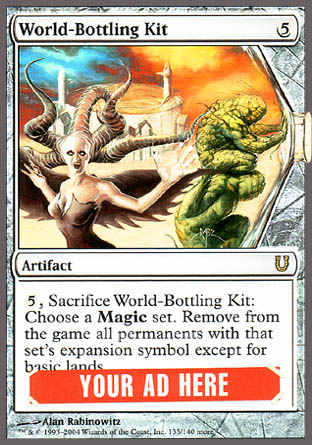 World-Bottling Kit 5
Artifact
5, Sacrifice World-Bottling Kit:
Choose a Magic set. Remove from
the game all permanents with that
set's expansion symbol except for
basic lands.
YOUR AD HERE
Alan Rabinowitz
™ & © 1993-2004 Wizards of the Coast, Inc. 133/140